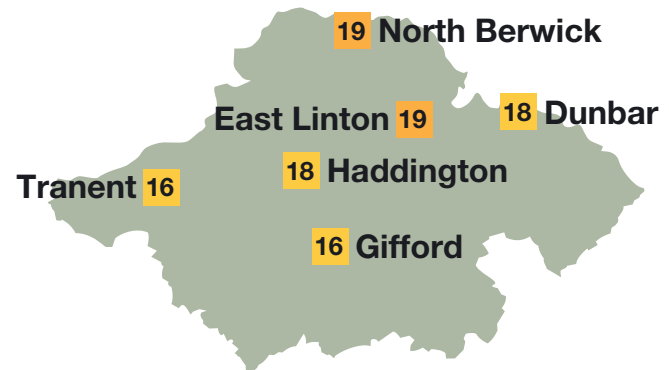 19 North Berwick
East Linton 19
18 Dunbar
18 Haddington
Tranent 16
16 Gifford